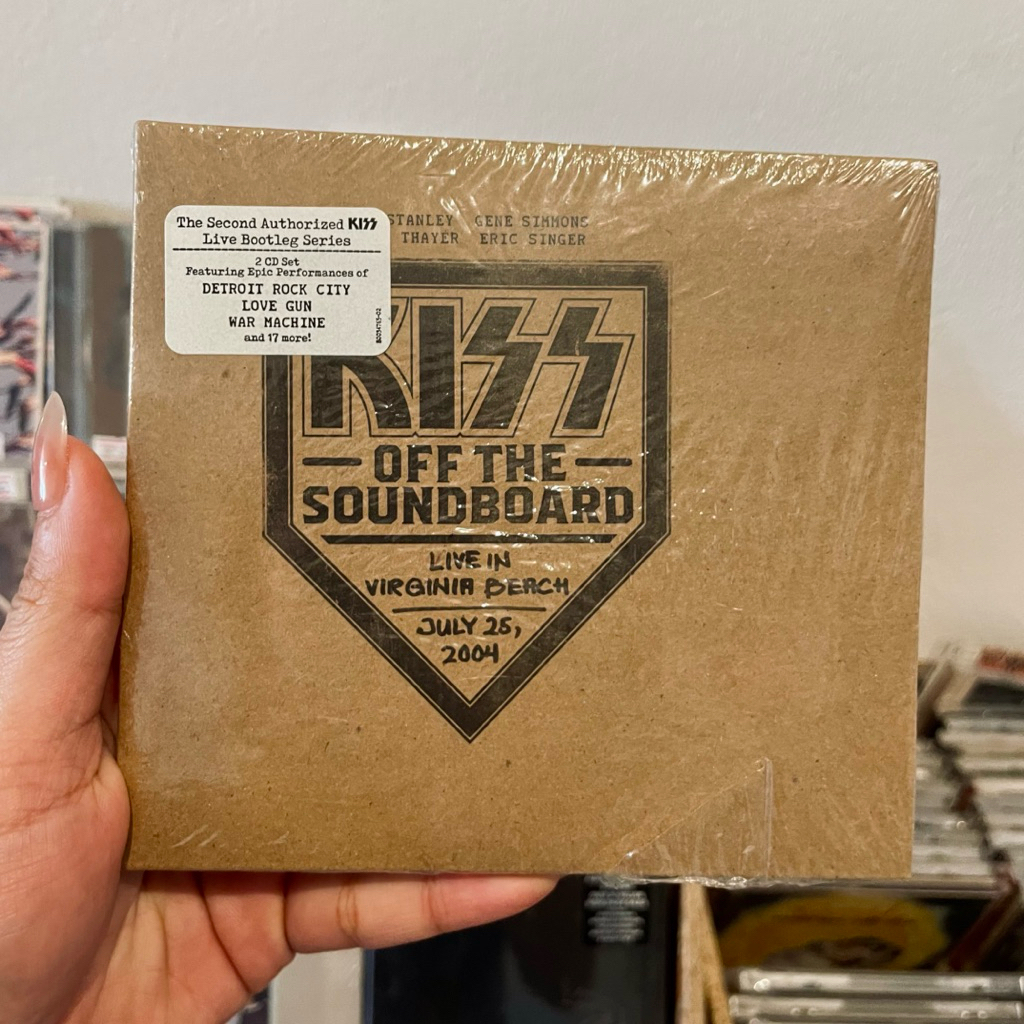 The Second Authorized KISS
Live Bootleg Series
2 CD Set
Featuring Epic Performances of
DETROIT ROCK CITY
LOVE GUN
WAR MACHINE
and 17 more!
STANLEY GENE SIMMONS
THAYER ERIC SINGER
KISS
OFF THE
SOUNDBOARD
LIVE IN
VIRGINIA BEACH
JULY 25,
2004